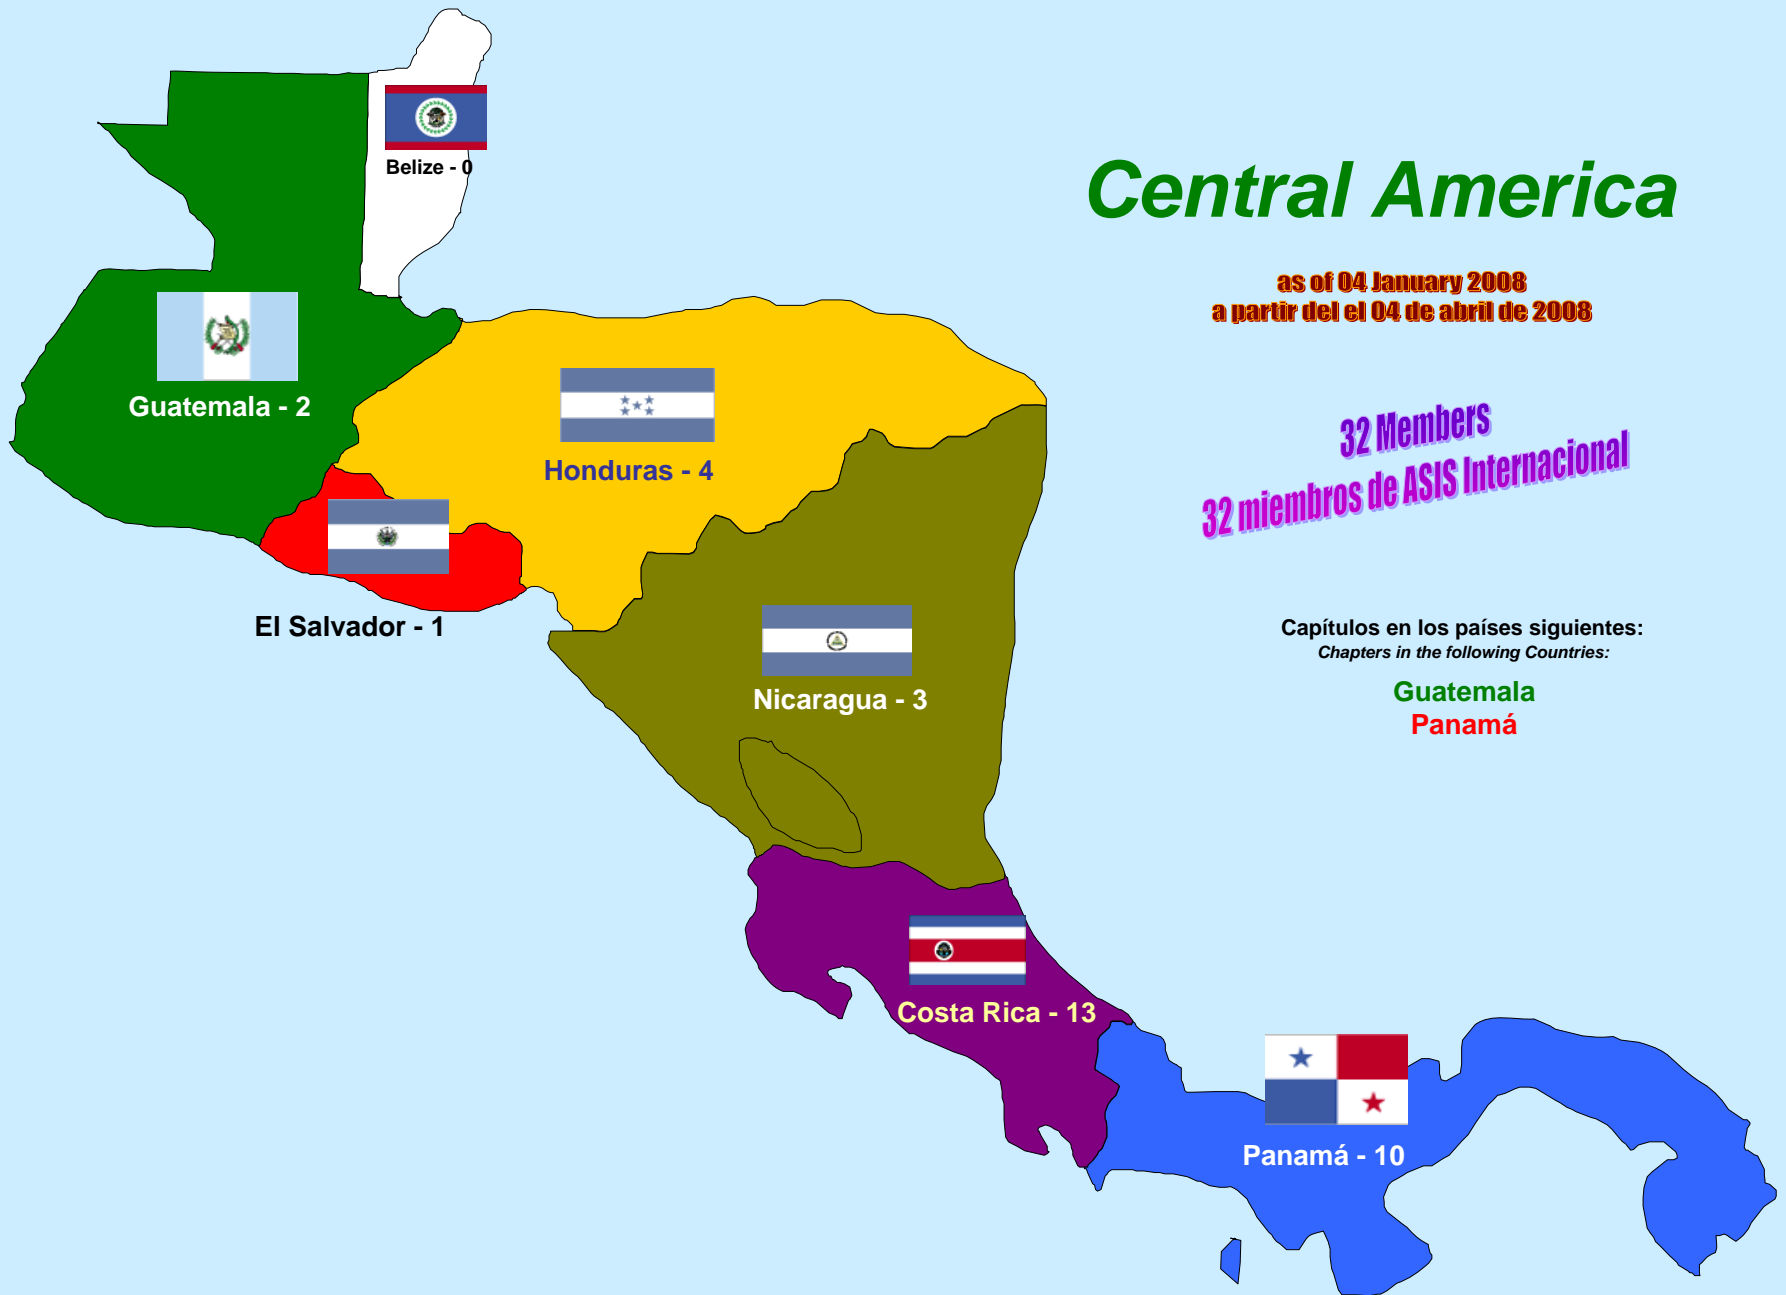 Belize - 0
Central America
as of 04 January 2008
a partir del el 04 de abril de 2008
Guatemala - 2
32 Members
32 miembros de ASIS Internacional
Honduras - 4
El Salvador - 1
Capítulos en los países siguientes:
Chapters in the following Countries:
Guatemala
Panamá
Nicaragua - 3
Costa Rica - 13
Panamá - 10